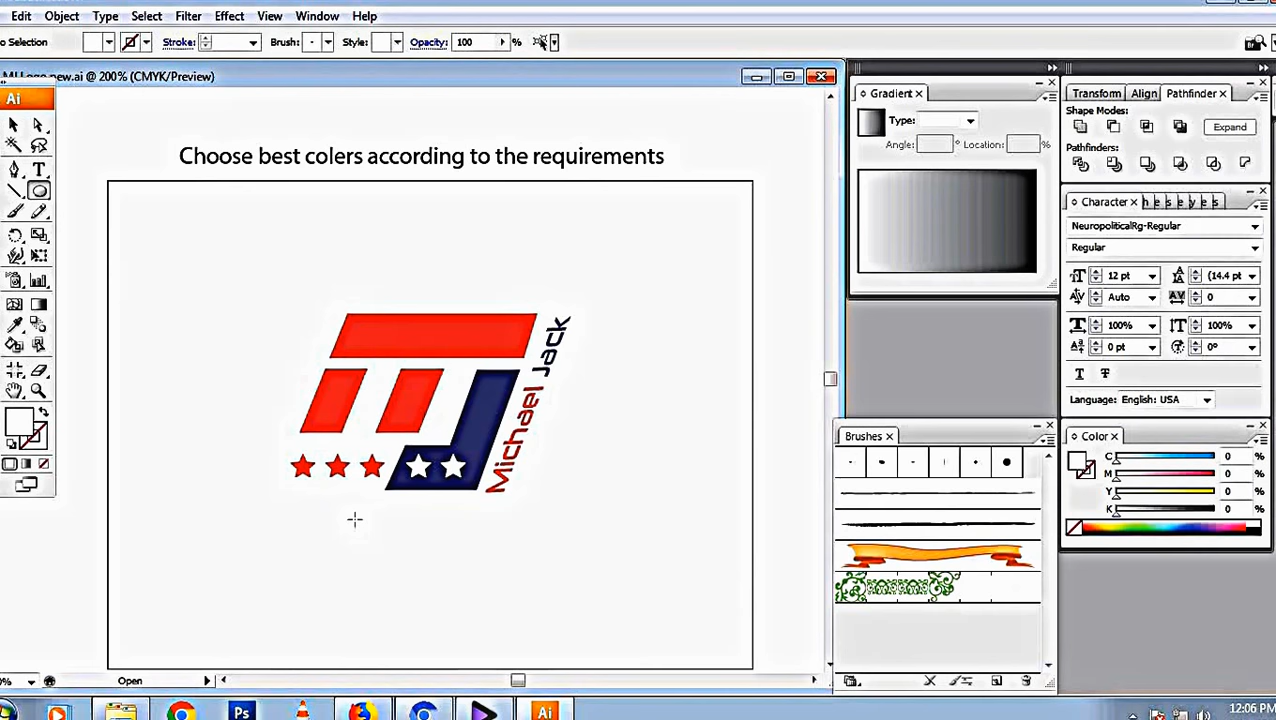 Edit Object Type Select Filter Effect View Window Help
Selection Stroke: Brush: Style: Opacity: 100 %
new.ai @ 200% (CMYK/Preview)
Ai
Choose best colers according to the requirements
Michael Jack
Open
Gradient
Type:
Angle: ° Location: %
Transform Align Pathfinder
Shape Modes:
Expand
Pathfinders:
Character
NeuropoliticalRg-Regular
Regular
12 pt (14.4 pt
Auto 0
100% 100%
0 pt 0°
T T
Language: English: USA
Brushes
Color
C 0 %
M 0 %
Y 0 %
K 0 %
Ps Ai 12:06 PM